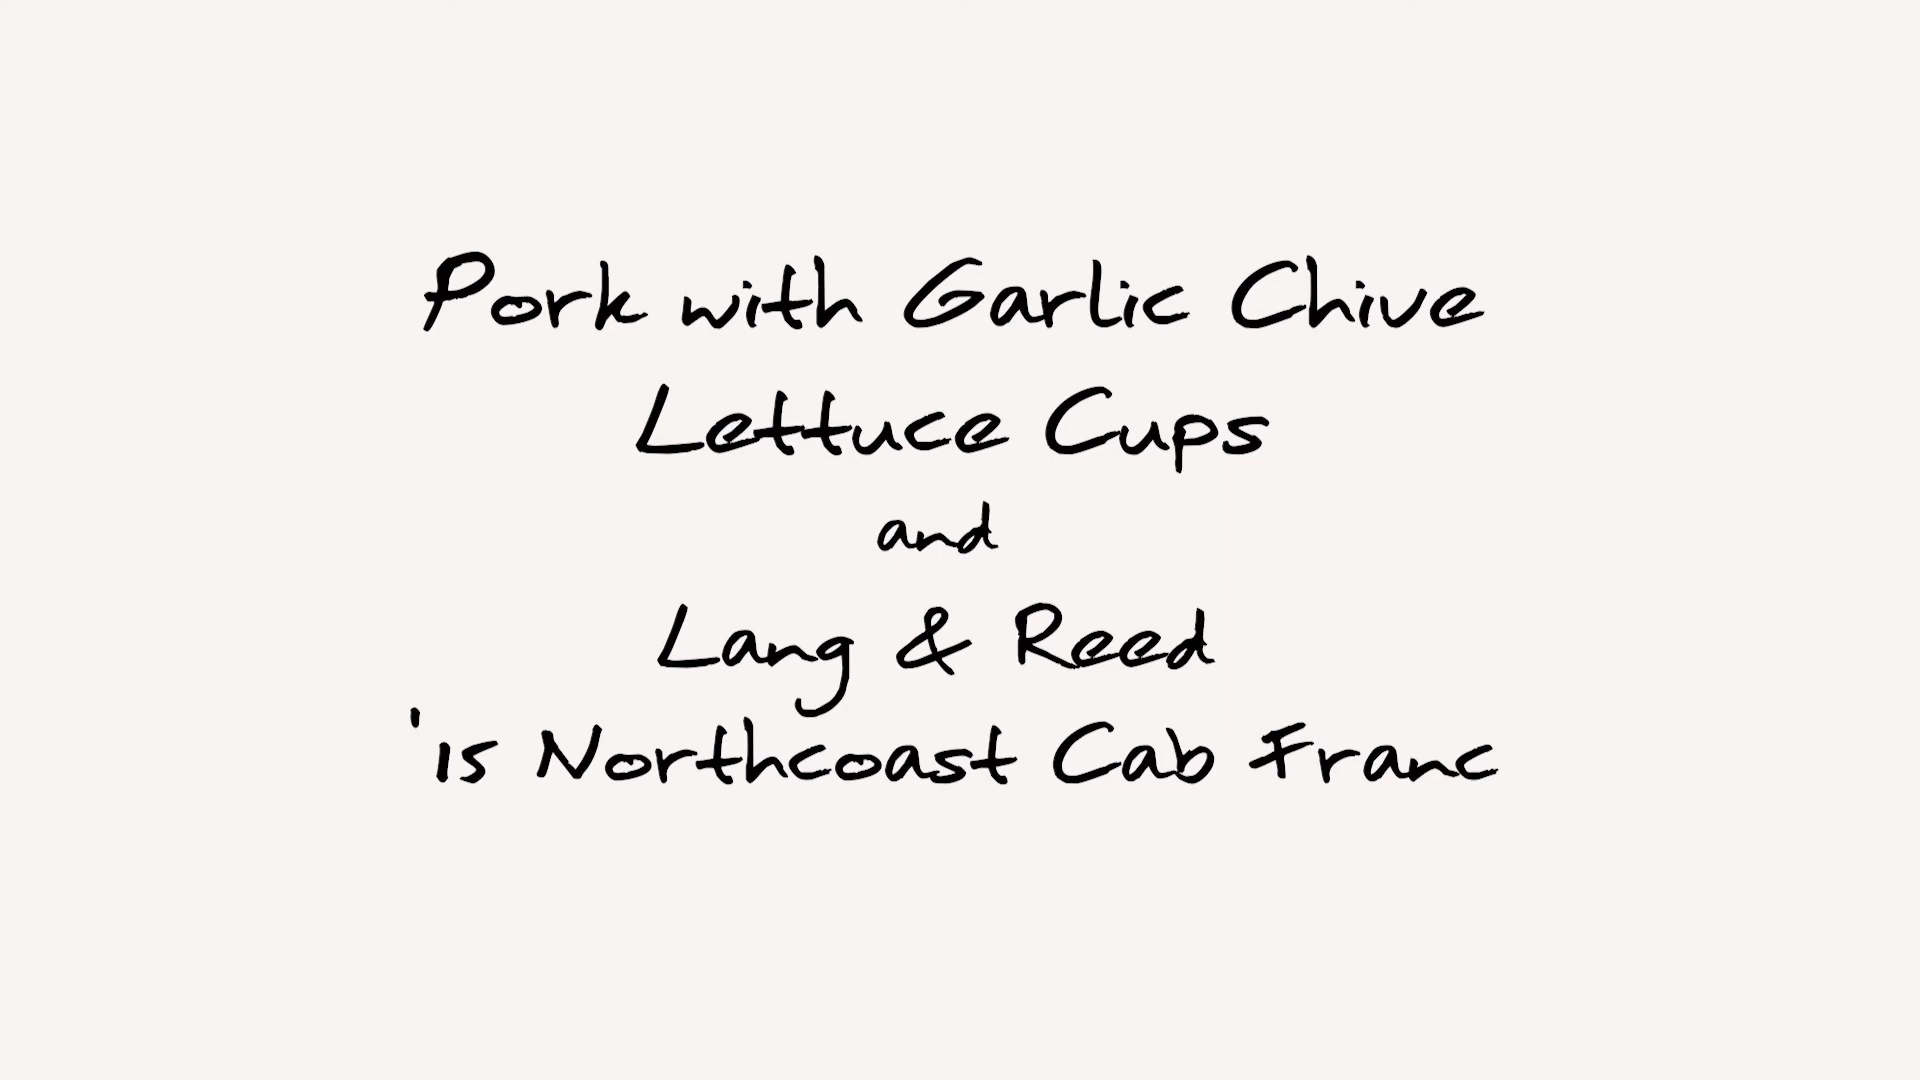 Pork with Garlic Chive
Lettuce Cups
and
Lang & Reed
'15 Northcoast Cab Franc